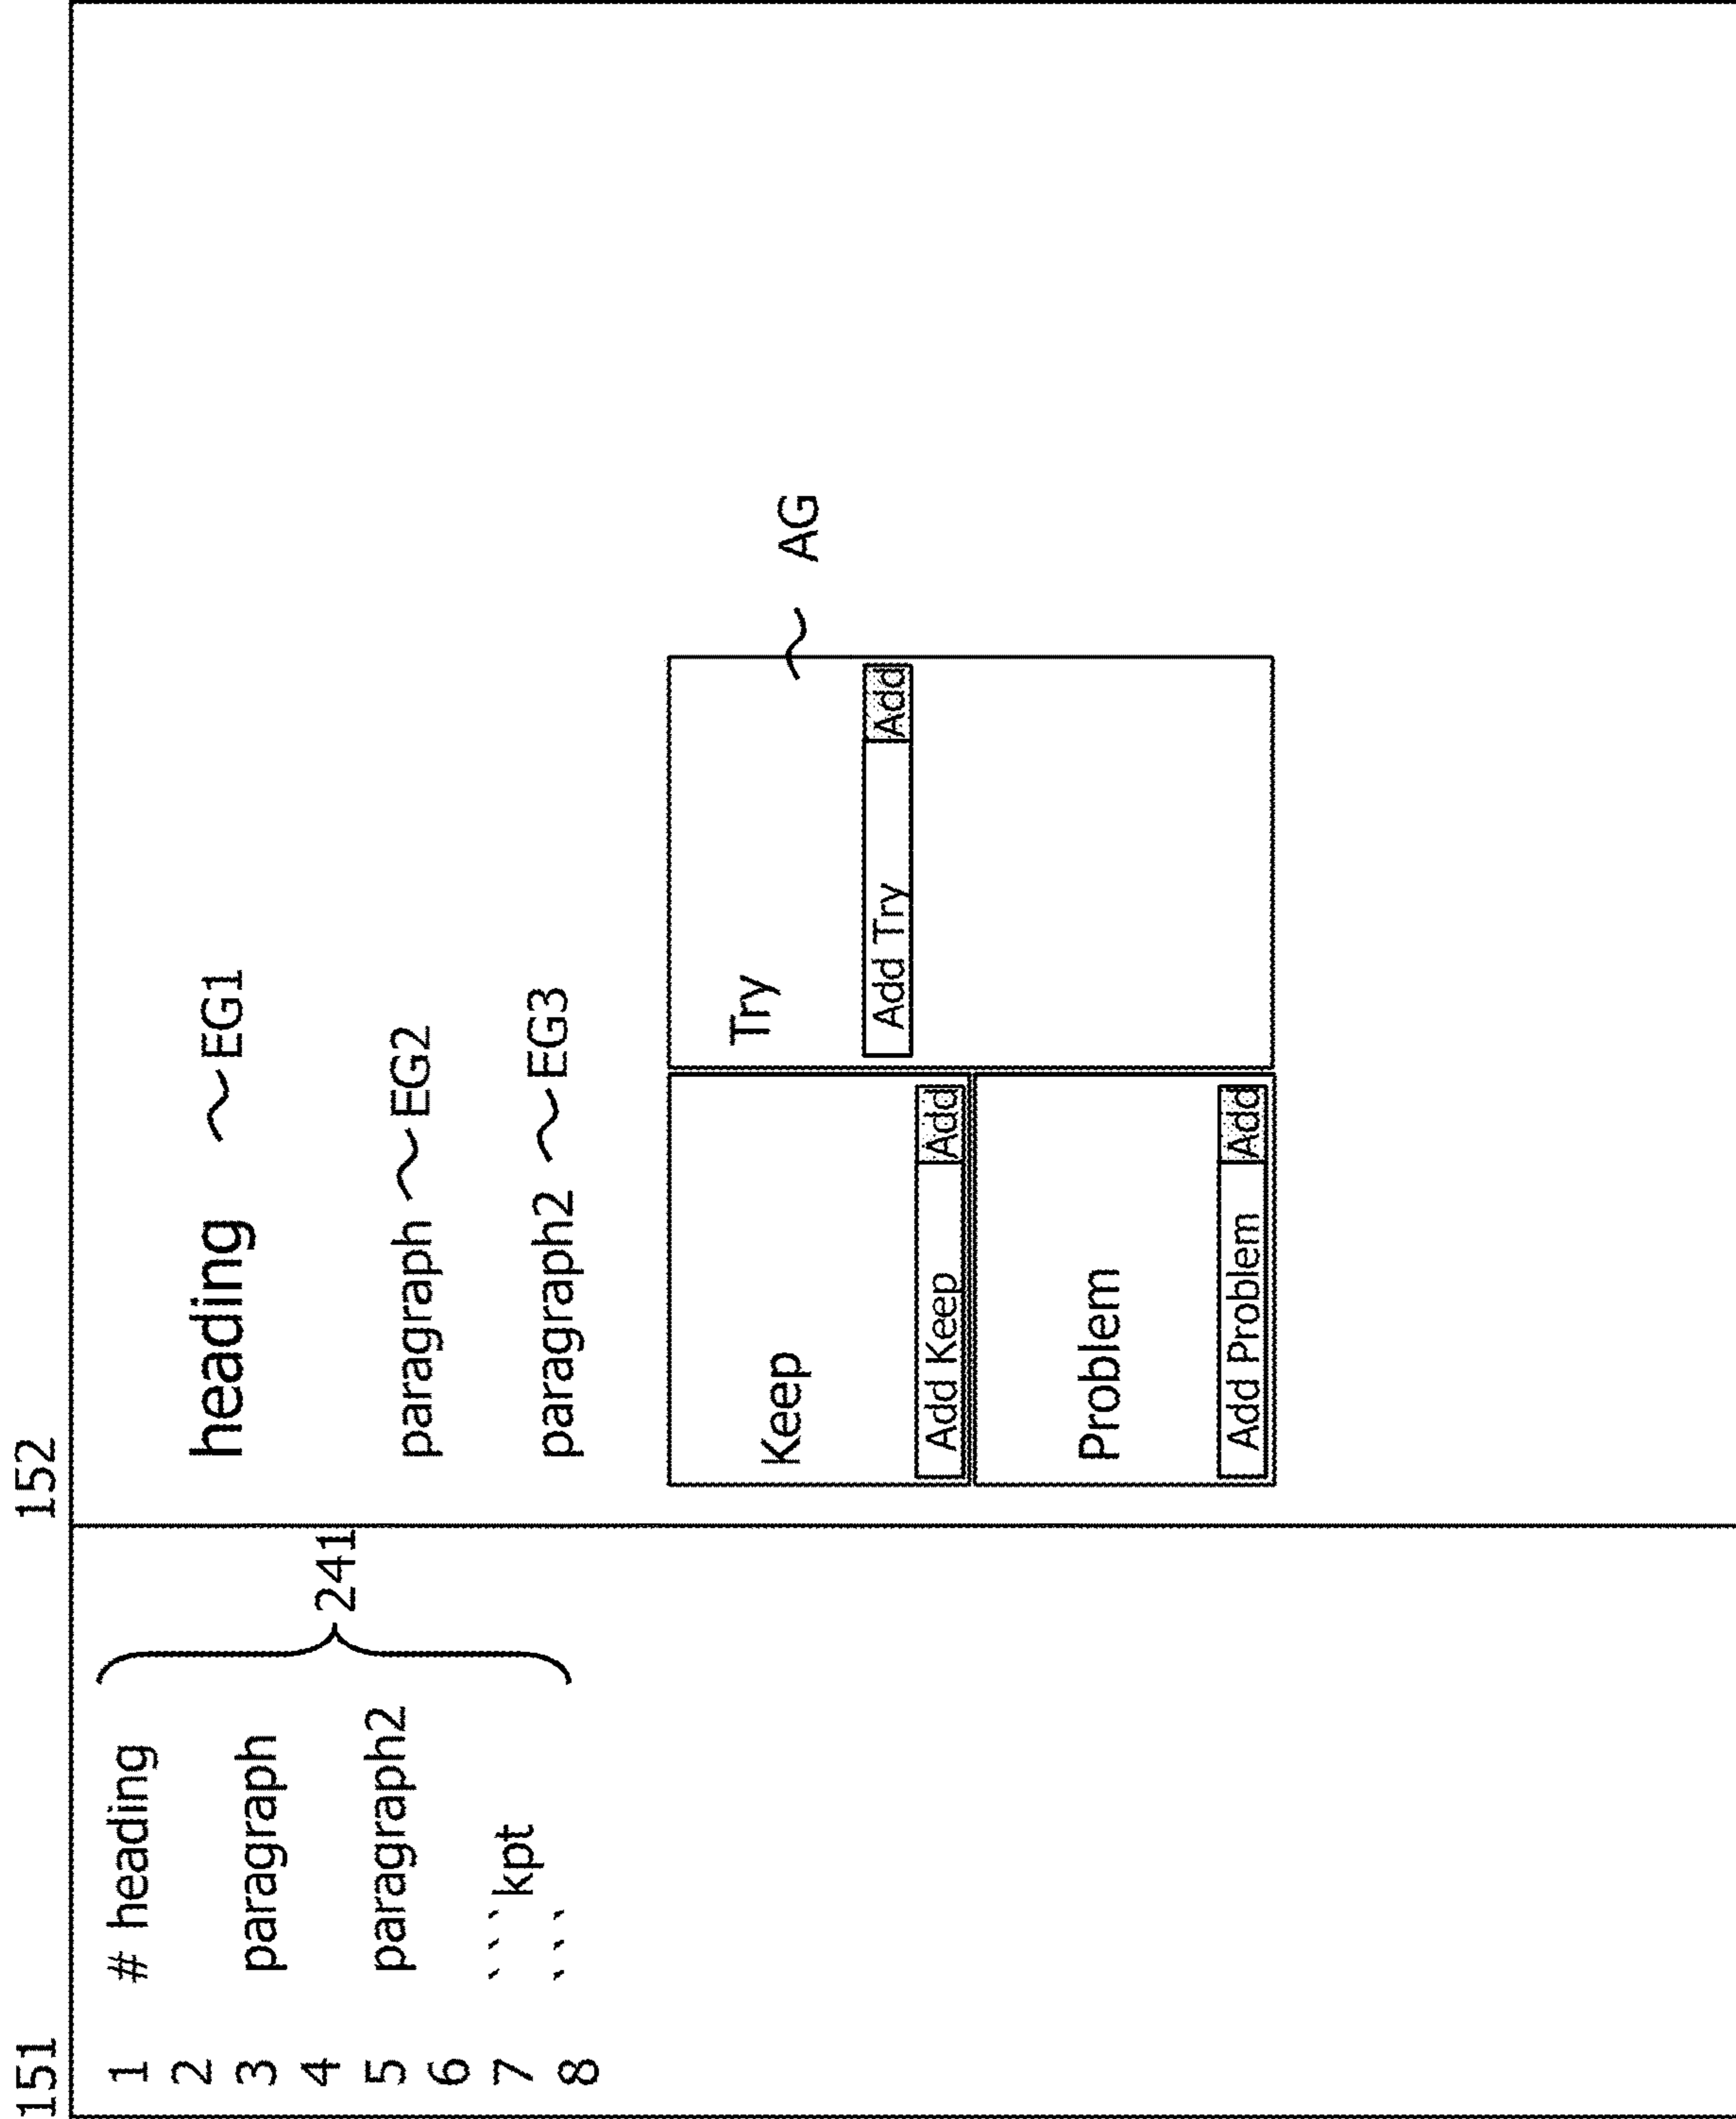 151
1 # heading
2
3 paragraph
4
5 paragraph2
6
7 ```kpt
8 ```
241
152
heading EG1
paragraph EG2
paragraph2 EG3
Keep
Add Keep Add
Problem
Add Problem Add
Try
Add Try Add
AG